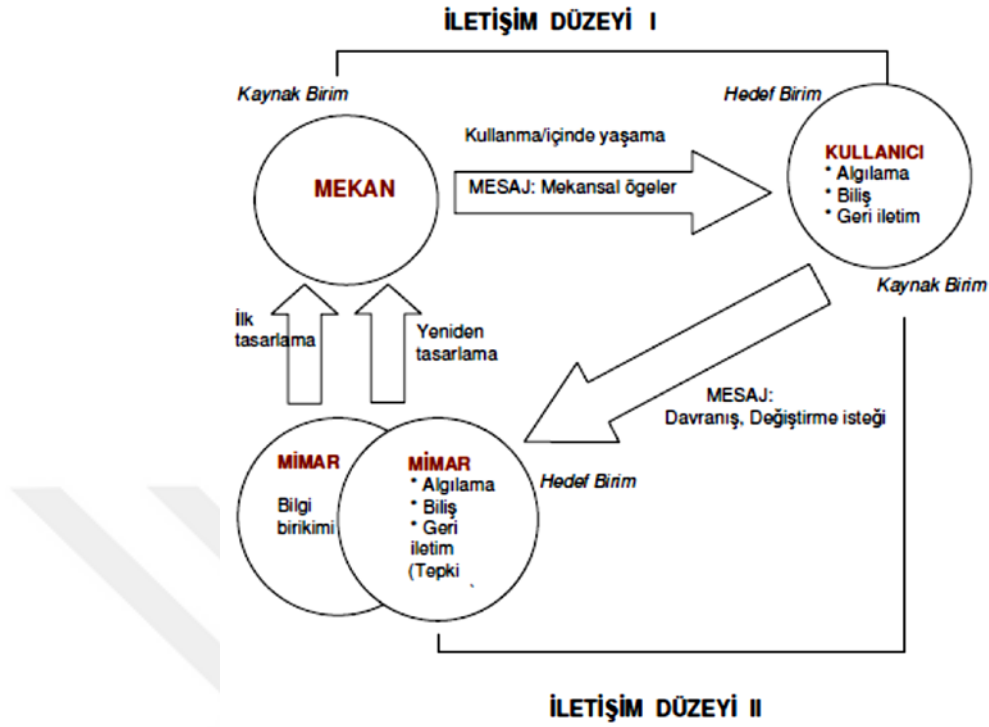 İLETİŞİM DÜZEYİ I
Kaynak Birim
Hedef Birim
MEKAN
Kullanma/içinde yaşama
MESAJ: Mekansal ögeler
KULLANICI
* Algılama
* Biliş
* Geri iletim
Kaynak Birim
İlk
tasarlama
Yeniden
tasarlama
MESAJ:
Davranış, Değiştirme isteği
MİMAR
Bilgi
birikimi
MİMAR
* Algılama
* Biliş
* Geri
iletim
(Tepki
Hedef Birim
İLETİŞİM DÜZEYİ II